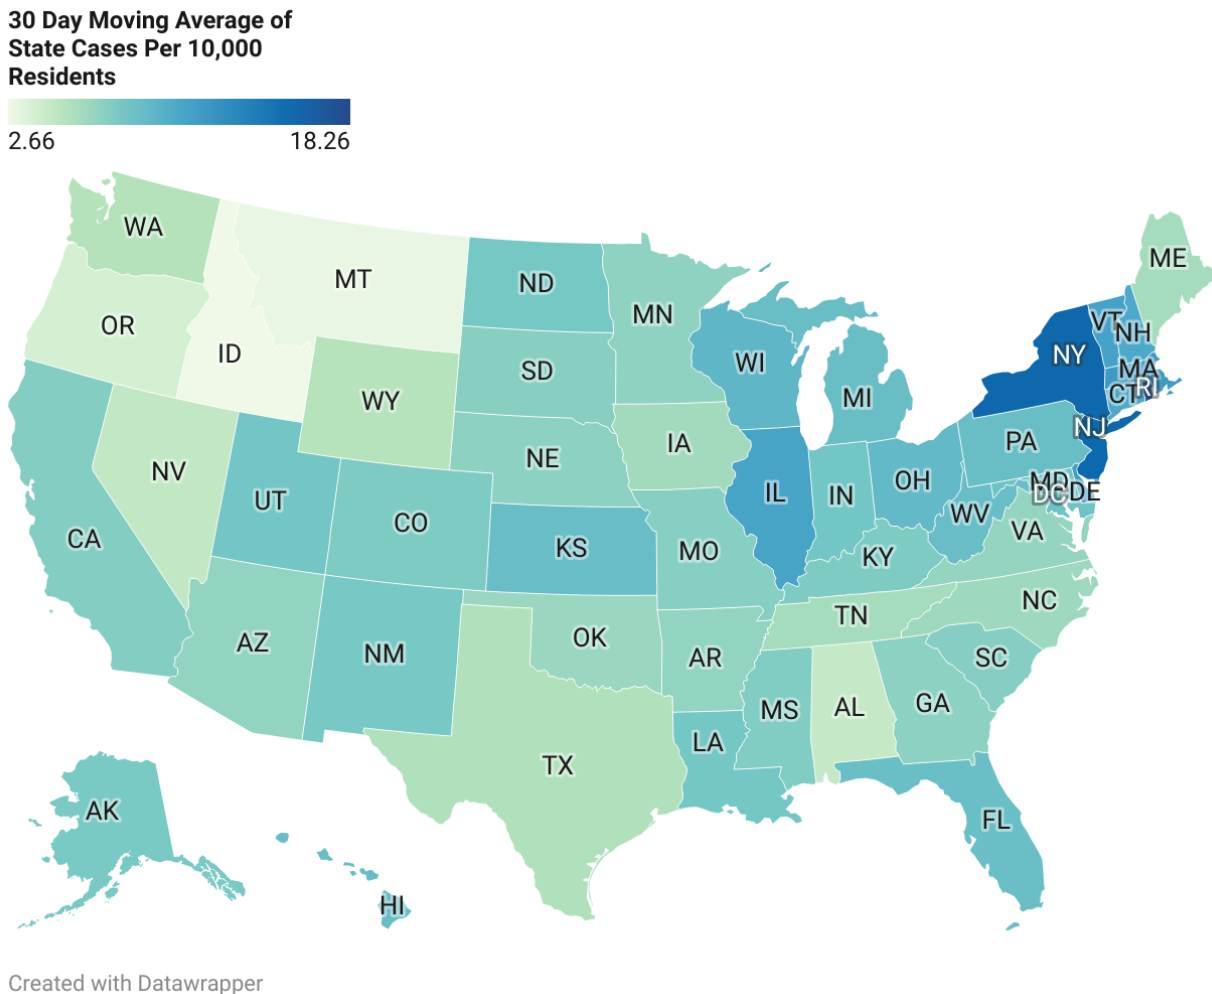 30 Day Moving Average of
State Cases Per 10,000
Residents
2.66 18.26
WA
MT
ND
MN
ME
OR
ID
SD
WI
MI
VT
NH
NY
MA
CT
RI
WY
NE
IA
PA
NJ
NV
UT
CO
KS
MO
IL
IN
OH
WV
MD
DC
DE
VA
CA
KY
AZ
NM
OK
AR
TN
NC
SC
MS
AL
GA
TX
LA
FL
AK
HI
Created with Datawrapper